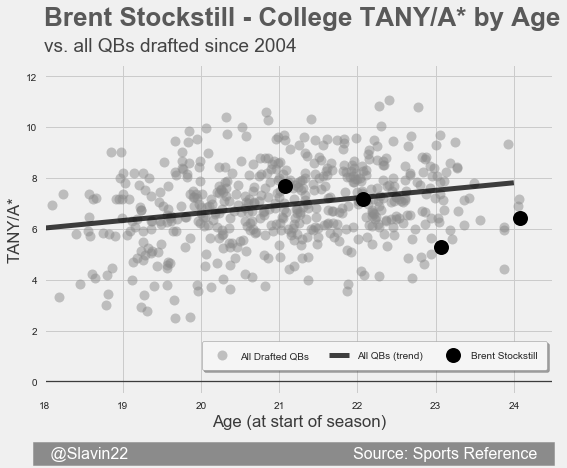 Brent Stockstill - College TANY/A* by Age
vs. all QBs drafted since 2004
12
10
8
6
4
2
0
TANY/A*
All Drafted QBs
All QBs (trend)
Brent Stockstill
18 19 20 21 22 23 24
Age (at start of season)
@Slavin22 Source: Sports Reference